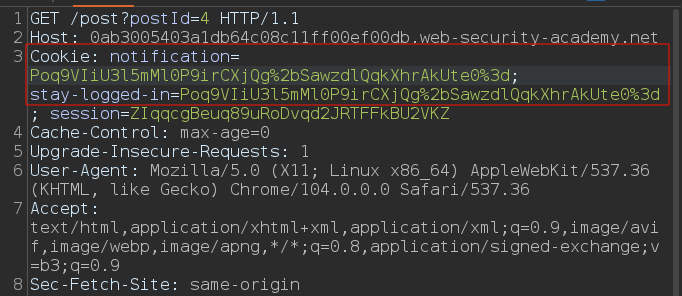 1 GET /post?postId=4 HTTP/1.1
2 Host: 0ab3005403a1db64c08c11ff00ef00db.web-security-academy.net
3 Cookie: notification=
Poq9VIiU3l5mMl0P9irCXjQg%2bSawzdlQqkXhrAkUte0%3d;
stay-logged-in=Poq9VIiU3l5mMl0P9irCXjQg%2bSawzdlQqkXhrAkUte0%3d
; session=ZIqqcgBeuq89uRoDvqd2JRTFFkBU2VKZ
4 Cache-Control: max-age=0
5 Upgrade-Insecure-Requests: 1
6 User-Agent: Mozilla/5.0 (X11; Linux x86_64) AppleWebKit/537.36
(KHTML, like Gecko) Chrome/104.0.0.0 Safari/537.36
7 Accept:
text/html,application/xhtml+xml,application/xml;q=0.9,image/avi
f,image/webp,image/apng,*/*;q=0.8,application/signed-exchange;v
=b3;q=0.9
8 Sec-Fetch-Site: same-origin